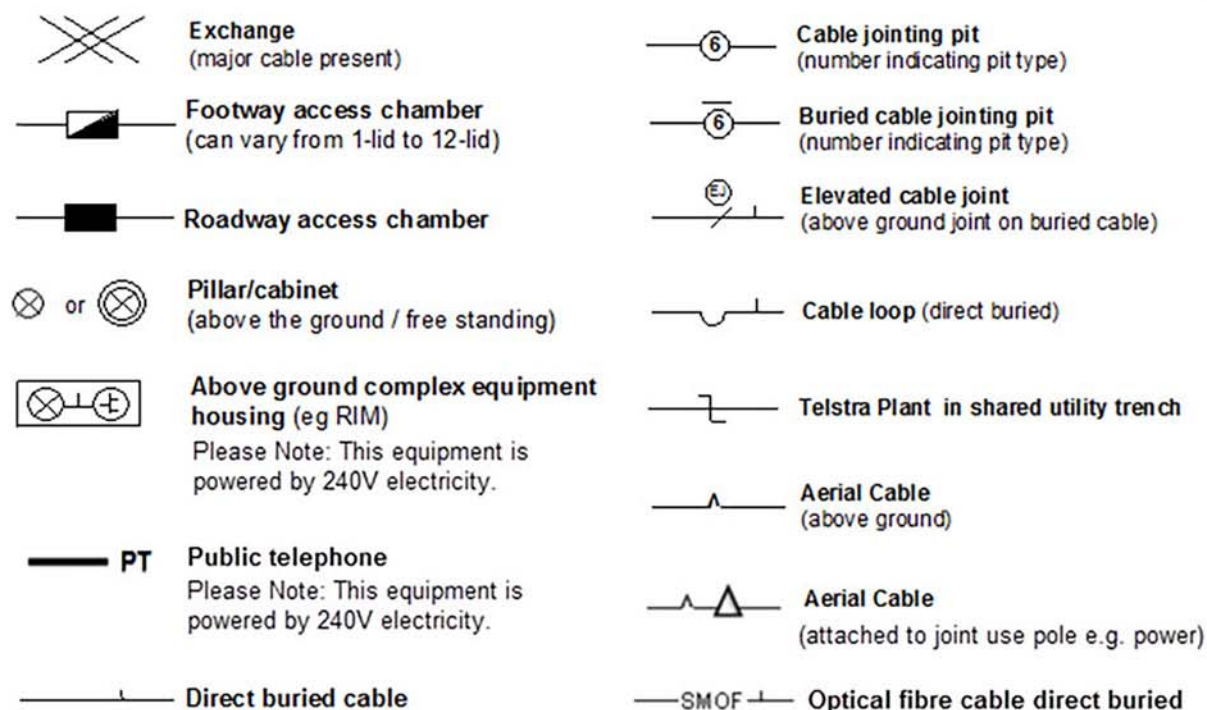 Exchange
(major cable present)
Footway access chamber
(can vary from 1-lid to 12-lid)
Roadway access chamber
or
Pillar/cabinet
(above the ground / free standing)
Above ground complex equipment
housing (eg RIM)
Please Note: This equipment is
powered by 240V electricity.
PT Public telephone
Please Note: This equipment is
powered by 240V electricity.
Direct buried cable
6 Cable jointing pit
(number indicating pit type)
6 Buried cable jointing pit
(number indicating pit type)
EJ Elevated cable joint
(above ground joint on buried cable)
Cable loop (direct buried)
Telstra Plant in shared utility trench
Aerial Cable
(above ground)
Aerial Cable
(attached to joint use pole e.g. power)
SMOF Optical fibre cable direct buried